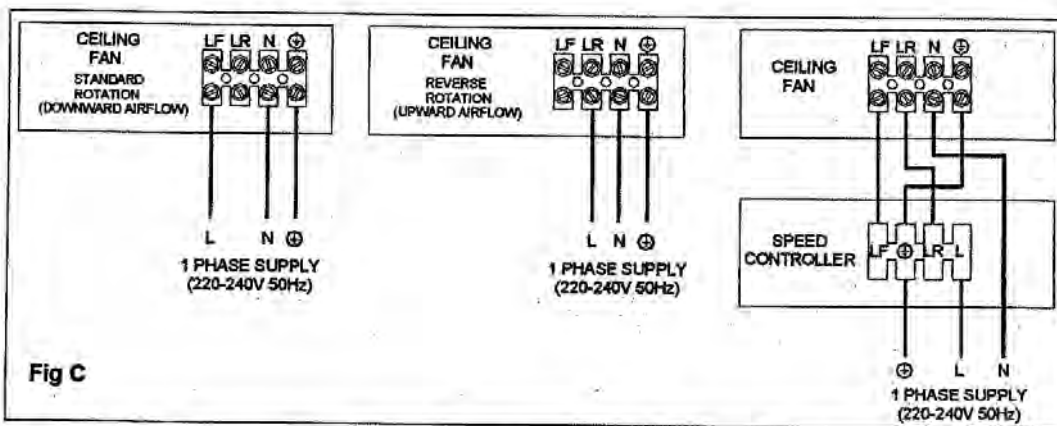 CEILING
FAN
STANDARD
ROTATION
(DOWNWARD AIRFLOW)
LF LR N ⏚
L N ⏚
1 PHASE SUPPLY
(220-240V 50Hz)
CEILING
FAN
REVERSE
ROTATION
(UPWARD AIRFLOW)
LF LR N ⏚
L N ⏚
1 PHASE SUPPLY
(220-240V 50Hz)
CEILING
FAN
LF LR N ⏚
SPEED
CONTROLLER
LF ⏚ LR L
⏚ L N
1 PHASE SUPPLY
(220-240V 50Hz)
Fig C